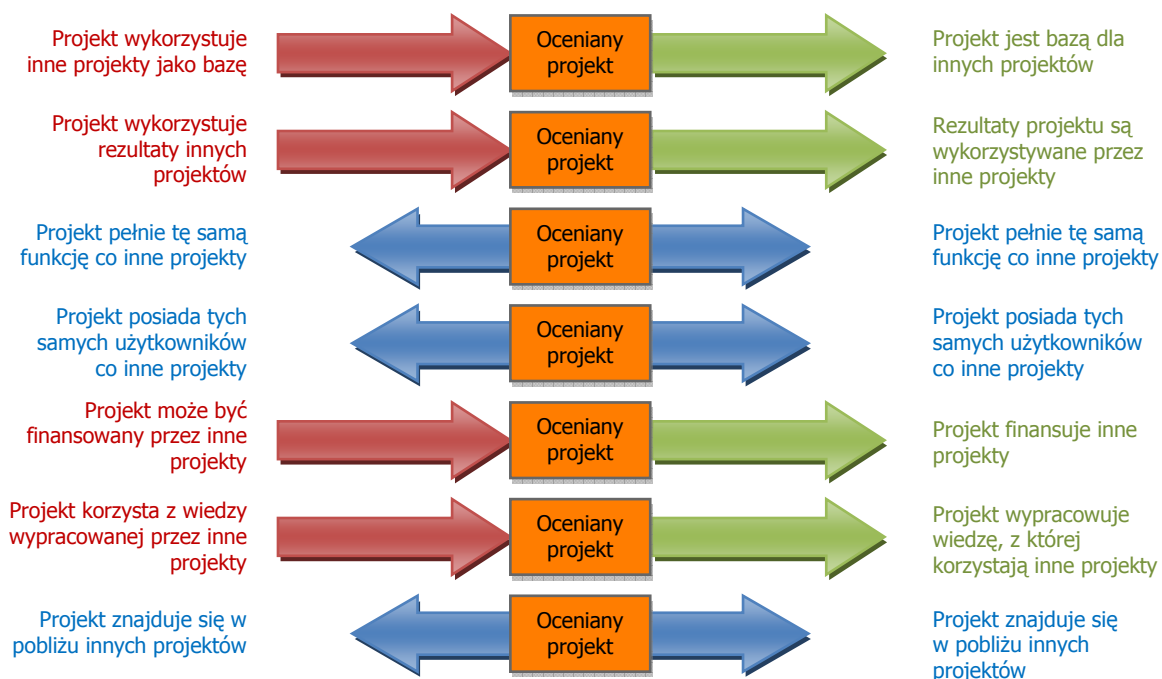 Projekt wykorzystuje
inne projekty jako bazę
Oceniany
projekt
Projekt jest bazą dla
innych projektów
Projekt wykorzystuje
rezultaty innych
projektów
Oceniany
projekt
Rezultaty projektu są
wykorzystywane przez
inne projekty
Projekt pełnie tę samą
funkcję co inne projekty
Oceniany
projekt
Projekt pełnie tę samą
funkcję co inne projekty
Projekt posiada tych
samych użytkowników
co inne projekty
Oceniany
projekt
Projekt posiada tych
samych użytkowników
co inne projekty
Projekt może być
finansowany przez inne
projekty
Oceniany
projekt
Projekt finansuje inne
projekty
Projekt korzysta z wiedzy
wypracowanej przez inne
projekty
Oceniany
projekt
Projekt wypracowuje
wiedzę, z której
korzystają inne projekty
Projekt znajduje się w
pobliżu innych projektów
Oceniany
projekt
Projekt znajduje się
w pobliżu innych
projektów